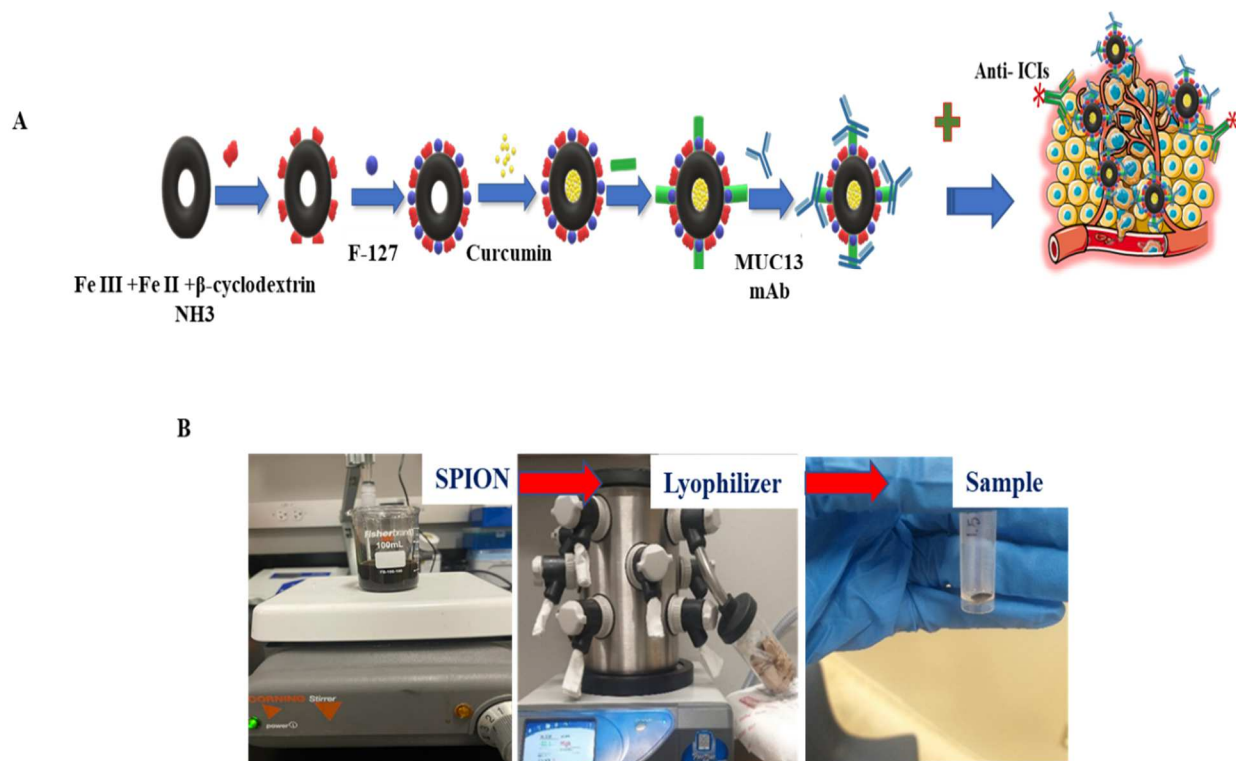 A
Anti- ICIs
F-127
Curcumin
Fe III +Fe II +β-cyclodextrin
NH3
MUC13
mAb
B
SPION
Lyophilizer
Sample
fisherbrand
100mL
CORNING Stirrer
power
1.5